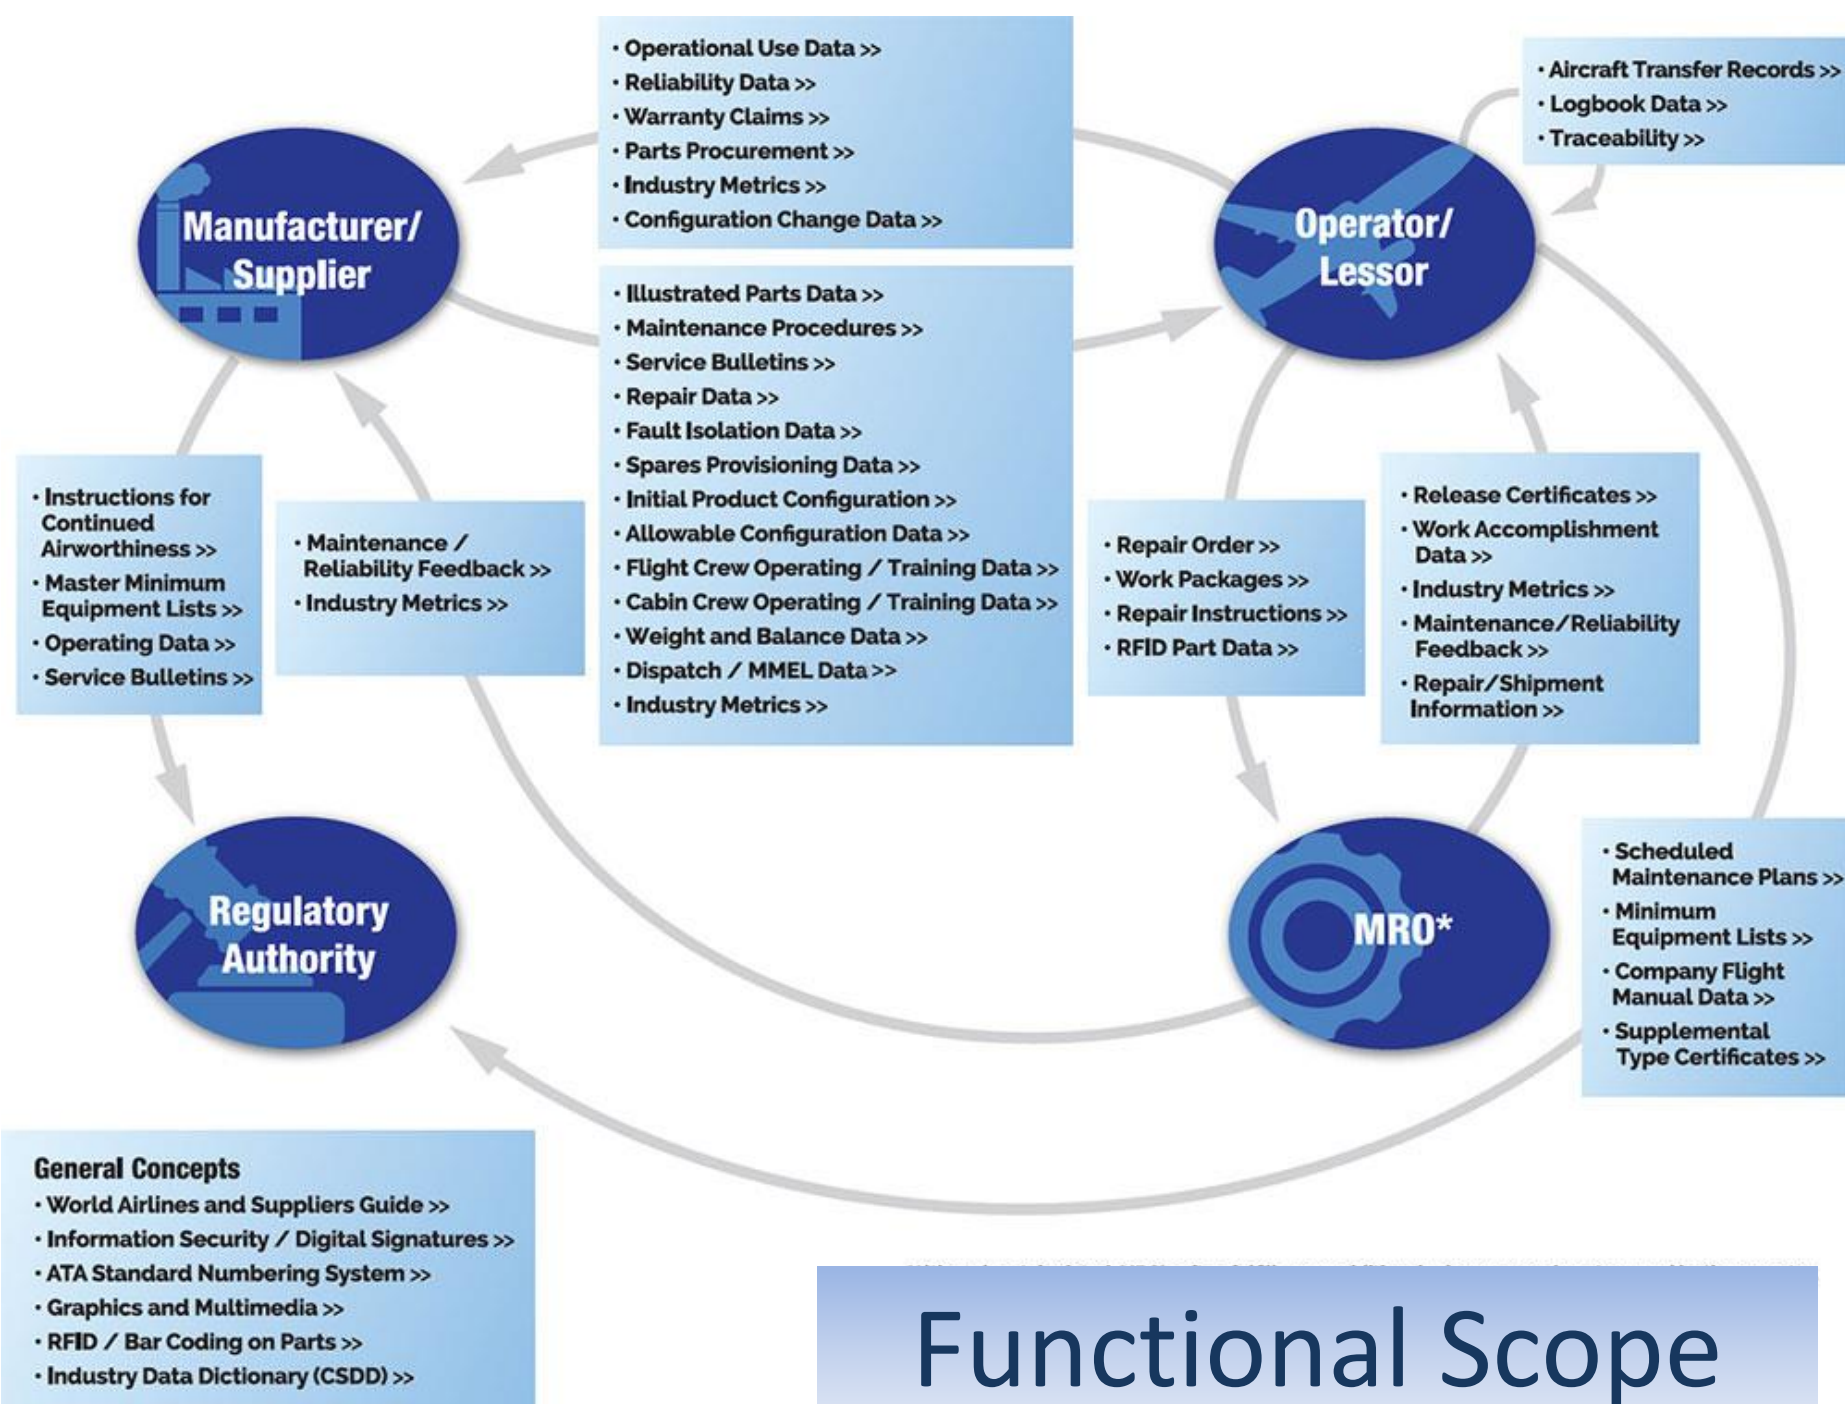 • Operational Use Data >>
• Reliability Data >>
• Warranty Claims >>
• Parts Procurement >>
• Industry Metrics >>
• Configuration Change Data >>
• Aircraft Transfer Records >>
• Logbook Data >>
• Traceability >>
Manufacturer/
Supplier
Operator/
Lessor
• Illustrated Parts Data >>
• Maintenance Procedures >>
• Service Bulletins >>
• Repair Data >>
• Fault Isolation Data >>
• Spares Provisioning Data >>
• Initial Product Configuration >>
• Allowable Configuration Data >>
• Flight Crew Operating / Training Data >>
• Cabin Crew Operating / Training Data >>
• Weight and Balance Data >>
• Dispatch / MMEL Data >>
• Industry Metrics >>
• Instructions for
Continued
Airworthiness >>
• Master Minimum
Equipment Lists >>
• Operating Data >>
• Service Bulletins >>
• Maintenance /
Reliability Feedback >>
• Industry Metrics >>
• Repair Order >>
• Work Packages >>
• Repair Instructions >>
• RFID Part Data >>
• Release Certificates >>
• Work Accomplishment
Data >>
• Industry Metrics >>
• Maintenance/Reliability
Feedback >>
• Repair/Shipment
Information >>
Regulatory
Authority
MRO*
• Scheduled
Maintenance Plans >>
• Minimum
Equipment Lists >>
• Company Flight
Manual Data >>
• Supplemental
Type Certificates >>
General Concepts
• World Airlines and Suppliers Guide >>
• Information Security / Digital Signatures >>
• ATA Standard Numbering System >>
• Graphics and Multimedia >>
• RFID / Bar Coding on Parts >>
• Industry Data Dictionary (CSDD) >>
Functional Scope